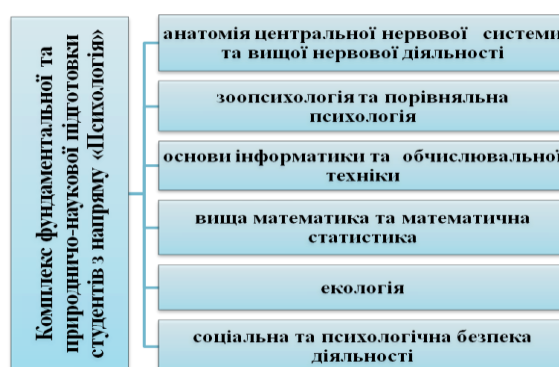 Комплекс фундаментальної та
природничо-наукової підготовки
студентів з напряму «Психологія»
анатомія центральної нервової системи
та вищої нервової діяльності
зоопсихологія та порівняльна
психологія
основи інформатики та обчислювальної
техніки
вища математика та математична
статистика
екологія
соціальна та психологічна безпека
діяльності